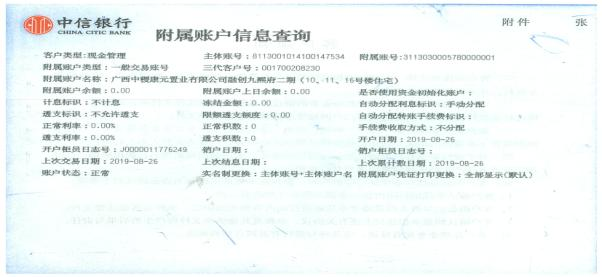 中信银行 CHINA CITIC BANK 附属账户信息查询 附件 张
客户类型:现金管理 主体账号:8113001014100147534 附属账号:3113030005780000001
附属账户类型:一般交易账号 三代客户号:001700208230
附属账户名称:广西中稷康元置业有限公司融创九熙府二期(10、11、16号楼住宅)
附属账户余额:0.00 附属账户上日余额:0.00 是否使用资金初始化账户:
计息标识:不计息 冻结金额:0.00 自动分配利息标识:手动分配
透支标识:不允许透支 限额透支额度:0.00 自动分配转账手续费标识:
正常利率:0.00% 正常积数:0 手续费收取方式:不分配
透支利率:0.00% 透支积数:0 开户日期:2019-08-26
开户柜员日志号:J0000011776249 销户日期: 销户柜员日志号:
上次交易日期:2019-08-26 上次结息日期: 上次累计数日期:2019-08-26
账户状态:正常 实名制更换:主体账号+主体账户名 附属账户凭证打印更换:全部显示(默认)